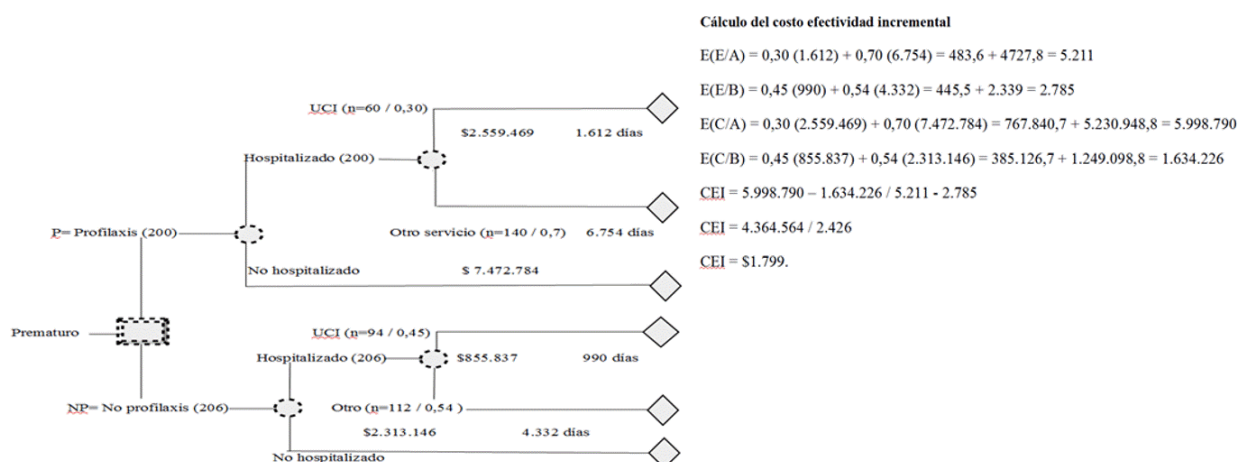 UCI (n=60 / 0,30)
$2.559.469 1.612 días
Hospitalizado (200)
P= Profilaxis (200)
Otro servicio (n=140 / 0,7) 6.754 días
No hospitalizado $ 7.472.784
Prematuro
UCI (n=94 / 0,45)
Hospitalizado (206) $855.837 990 días
NP= No profilaxis (206) Otro (n=112 / 0,54 )
$2.313.146 4.332 días
No hospitalizado
Cálculo del costo efectividad incremental
E(E/A) = 0,30 (1.612) + 0,70 (6.754) = 483,6 + 4727,8 = 5.211
E(E/B) = 0,45 (990) + 0,54 (4.332) = 445,5 + 2.339 = 2.785
E(C/A) = 0,30 (2.559.469) + 0,70 (7.472.784) = 767.840,7 + 5.230.948,8 = 5.998.790
E(C/B) = 0,45 (855.837) + 0,54 (2.313.146) = 385.126,7 + 1.249.098,8 = 1.634.226
CEI = 5.998.790 – 1.634.226 / 5.211 - 2.785
CEI = 4.364.564 / 2.426
CEI = $1.799.